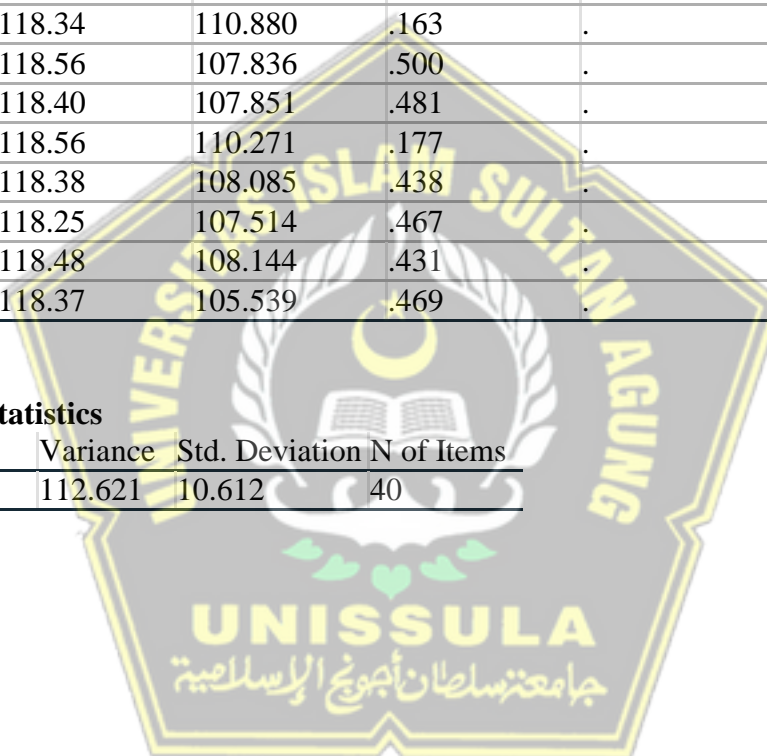 118.34 110.880 .163 .
118.56 107.836 .500 .
118.40 107.851 .481 .
118.56 110.271 .177 .
118.38 108.085 .438 .
118.25 107.514 .467 .
118.48 108.144 .431 .
118.37 105.539 .469 .
tatistics
Variance Std. Deviation N of Items
112.621 10.612 40
UNIVERSITAS ISLAM SULTAN AGUNG
UNISSULA
جامعتسلطان أجونج الإسلامية